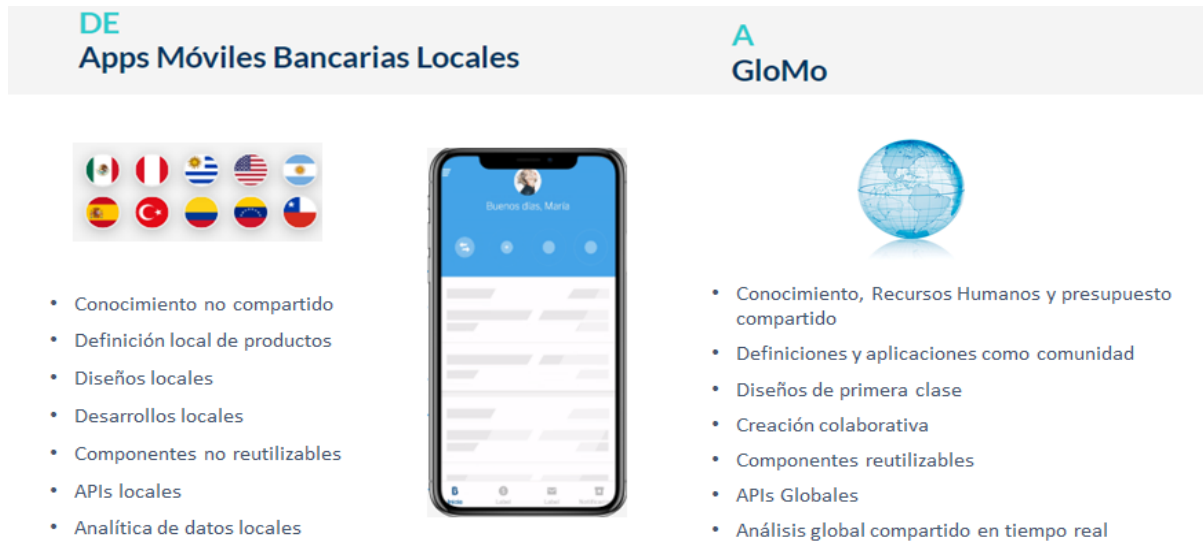 DE
Apps Móviles Bancarias Locales
A
GloMo
Buenos días, María
• Conocimiento no compartido
• Definición local de productos
• Diseños locales
• Desarrollos locales
• Componentes no reutilizables
• APIs locales
• Analítica de datos locales
Inicio
• Conocimiento, Recursos Humanos y presupuesto
compartido
• Definiciones y aplicaciones como comunidad
• Diseños de primera clase
• Creación colaborativa
• Componentes reutilizables
• APIs Globales
• Análisis global compartido en tiempo real